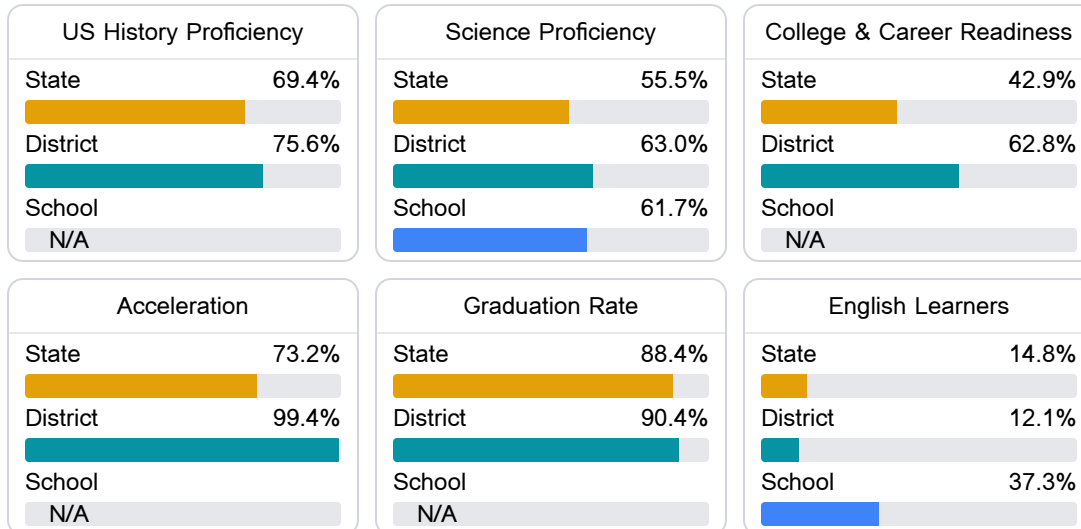 US History Proficiency
State 69.4%
District 75.6%
School
N/A
Science Proficiency
State 55.5%
District 63.0%
School 61.7%
College & Career Readiness
State 42.9%
District 62.8%
School
N/A
Acceleration
State 73.2%
District 99.4%
School
N/A
Graduation Rate
State 88.4%
District 90.4%
School
N/A
English Learners
State 14.8%
District 12.1%
School 37.3%